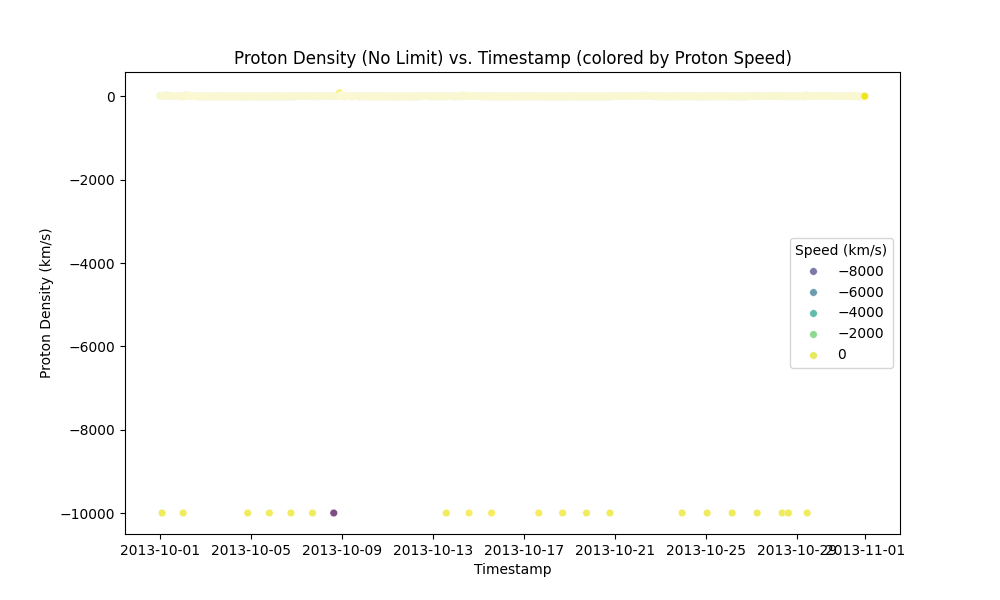 Proton Density (No Limit) vs. Timestamp (colored by Proton Speed)
0
−2000
−4000
−6000
−8000
−10000
Proton Density (km/s)
Speed (km/s)
−8000
−6000
−4000
−2000
0
2013-10-01 2013-10-05 2013-10-09 2013-10-13 2013-10-17 2013-10-21 2013-10-25 2013-10-29 2013-11-01
Timestamp